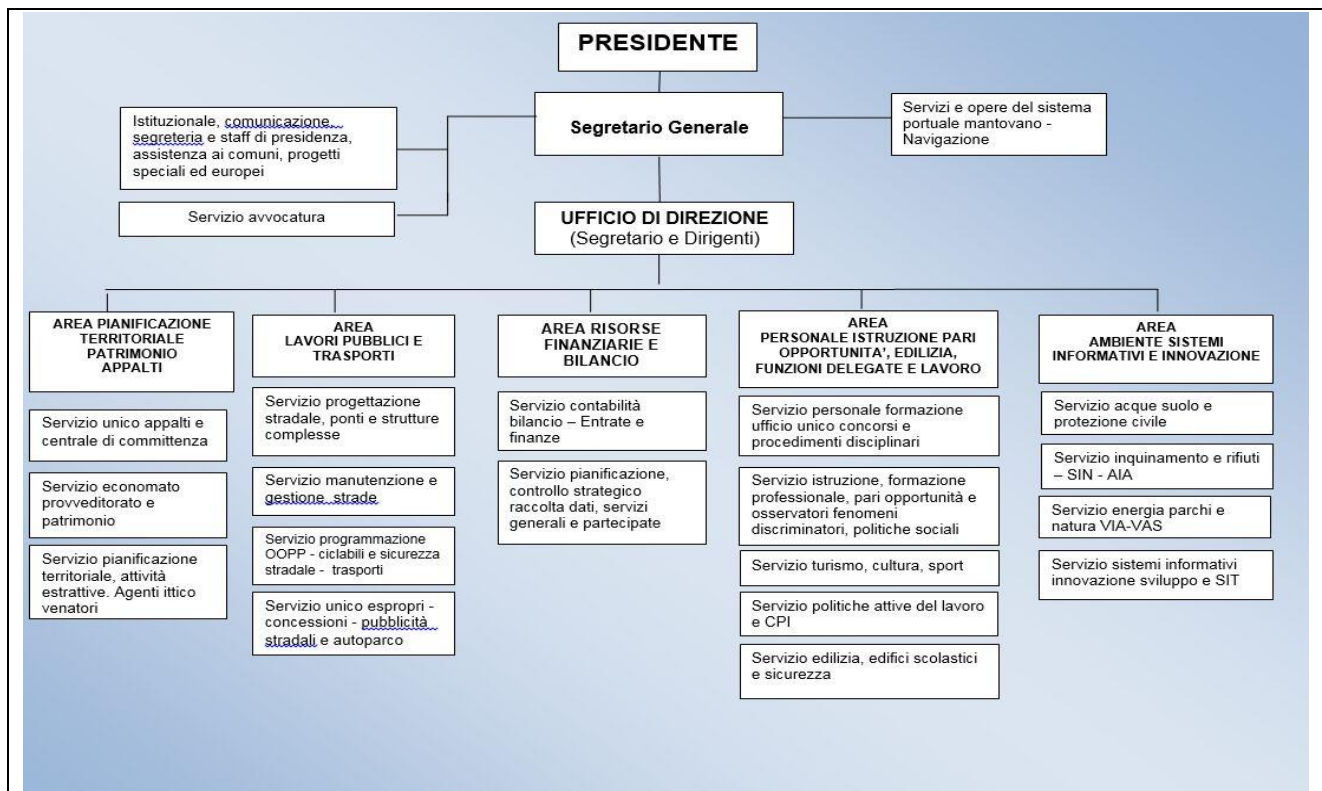 PRESIDENTE
Istituzionale, comunicazione,
segreteria e staff di presidenza,
assistenza ai comuni, progetti
speciali ed europei
Segretario Generale
Servizi e opere del sistema
portuale mantovano -
Navigazione
Servizio avvocatura
UFFICIO DI DIREZIONE
(Segretario e Dirigenti)
AREA PIANIFICAZIONE
TERRITORIALE
PATRIMONIO
APPALTI
Servizio unico appalti e
centrale di committenza
Servizio economato
provveditorato e
patrimonio
Servizio pianificazione
territoriale, attività
estrattive. Agenti ittico
venatori
AREA
LAVORI PUBBLICI E
TRASPORTI
Servizio progettazione
stradale, ponti e strutture
complesse
Servizio manutenzione e
gestione strade
Servizio programmazione
OOPP - ciclabili e sicurezza
stradale - trasporti
Servizio unico espropri -
concessioni - pubblicità
stradali e autoparco
AREA RISORSE
FINANZIARIE E
BILANCIO
Servizio contabilità
bilancio – Entrate e
finanze
Servizio pianificazione,
controllo strategico
raccolta dati, servizi
generali e partecipate
AREA
PERSONALE ISTRUZIONE PARI
OPPORTUNITA’, EDILIZIA,
FUNZIONI DELEGATE E LAVORO
Servizio personale formazione
ufficio unico concorsi e
procedimenti disciplinari
Servizio istruzione, formazione
professionale, pari opportunità e
osservatori fenomeni
discriminatori, politiche sociali
Servizio turismo, cultura, sport
Servizio politiche attive del lavoro
e CPI
Servizio edilizia, edifici scolastici
e sicurezza
AREA
AMBIENTE SISTEMI
INFORMATIVI E INNOVAZIONE
Servizio acque suolo e
protezione civile
Servizio inquinamento e rifiuti
– SIN - AIA
Servizio energia parchi e
natura VIA-VAS
Servizio sistemi informativi
innovazione sviluppo e SIT